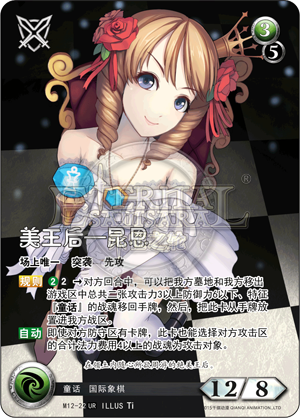 3
5
美王后—昆恩
场上唯一 突袭 先攻
规则 2 2 →对方回合中，可以把我方墓地和我方移出
游戏区中总共三张攻击力3以上防御力8以下，特征
『童话』的战魂移回手牌。然后，把此卡从手牌放
置进我方战区。
自动 即使对方防守区有卡牌，此卡也能选择对方攻击区
的合计法力费用4以上的战魂为攻击对象。
童话 国际象棋
M12-22 UR ILLUS Ti
12/8